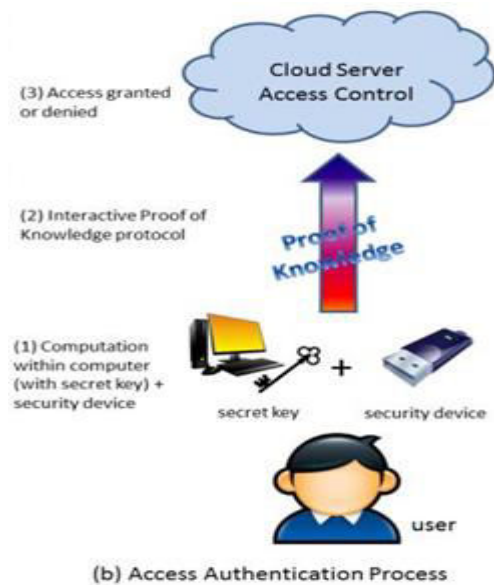 Cloud Server
Access Control
(3) Access granted
or denied
(2) Interactive Proof of
Knowledge protocol
Proof of
Knowledge
(1) Computation
within computer
(with secret key) +
security device
+
secret key
security device
user
(b) Access Authentication Process